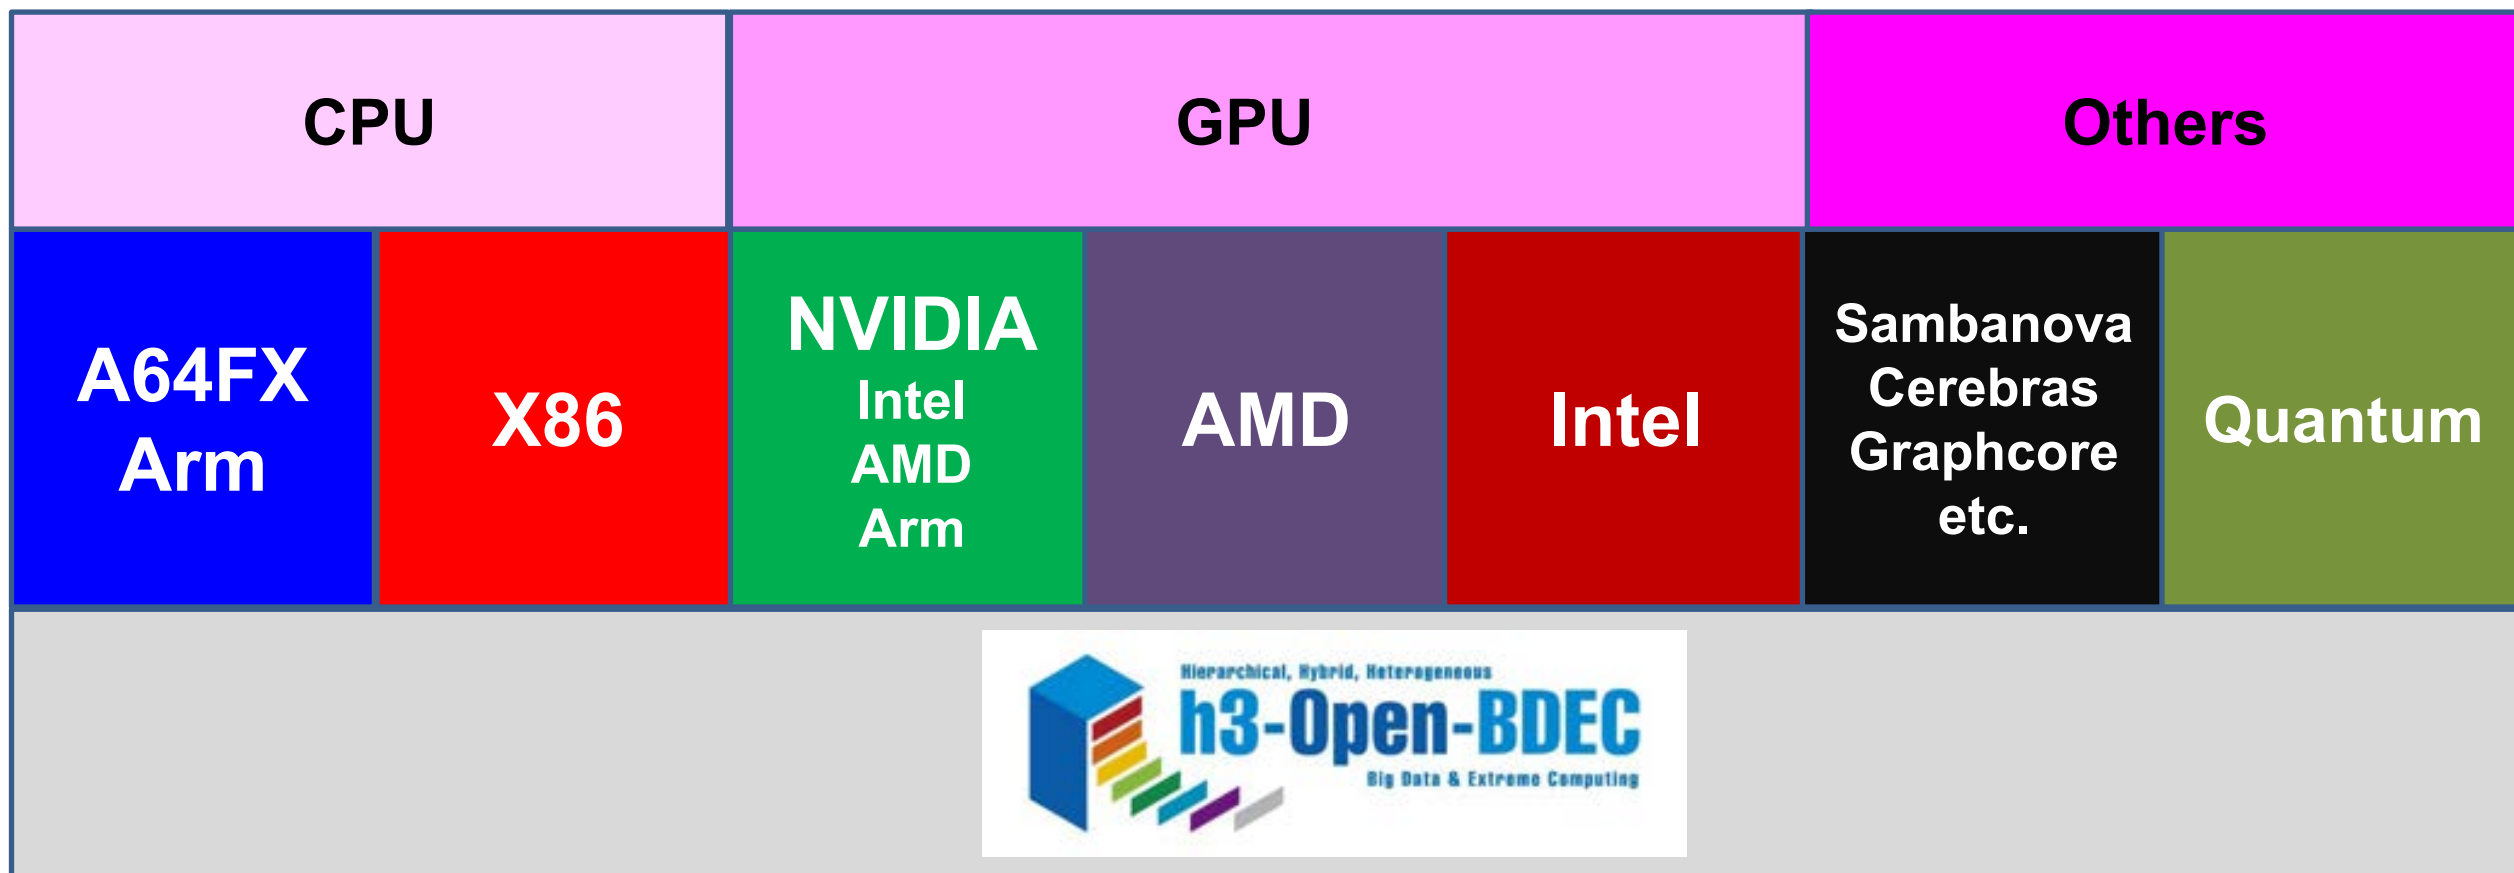 CPU
GPU
Others
A64FX
Arm
X86
NVIDIA
Intel
AMD
Arm
AMD
Intel
Sambanova
Cerebras
Graphcore
etc.
Quantum
Hierarchical, Hybrid, Heterogeneous
h3-Open-BDEC
Big Data & Extreme Computing